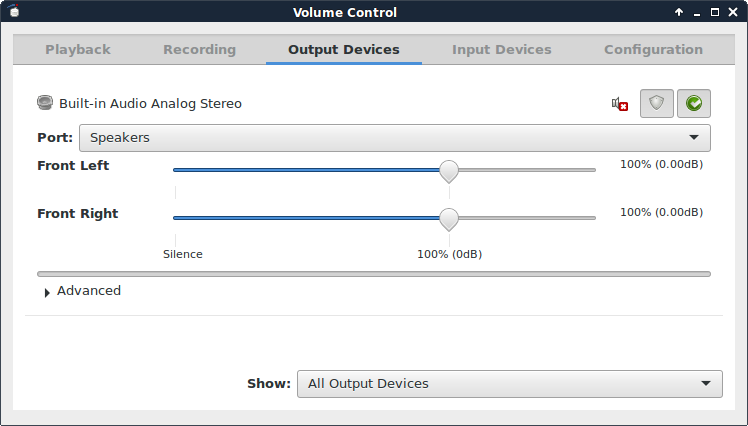 Volume Control
Playback Recording Output Devices Input Devices Configuration
Built-in Audio Analog Stereo
Port: Speakers
Front Left 100% (0.00dB)
Front Right 100% (0.00dB)
Silence 100% (0dB)
Advanced
Show: All Output Devices